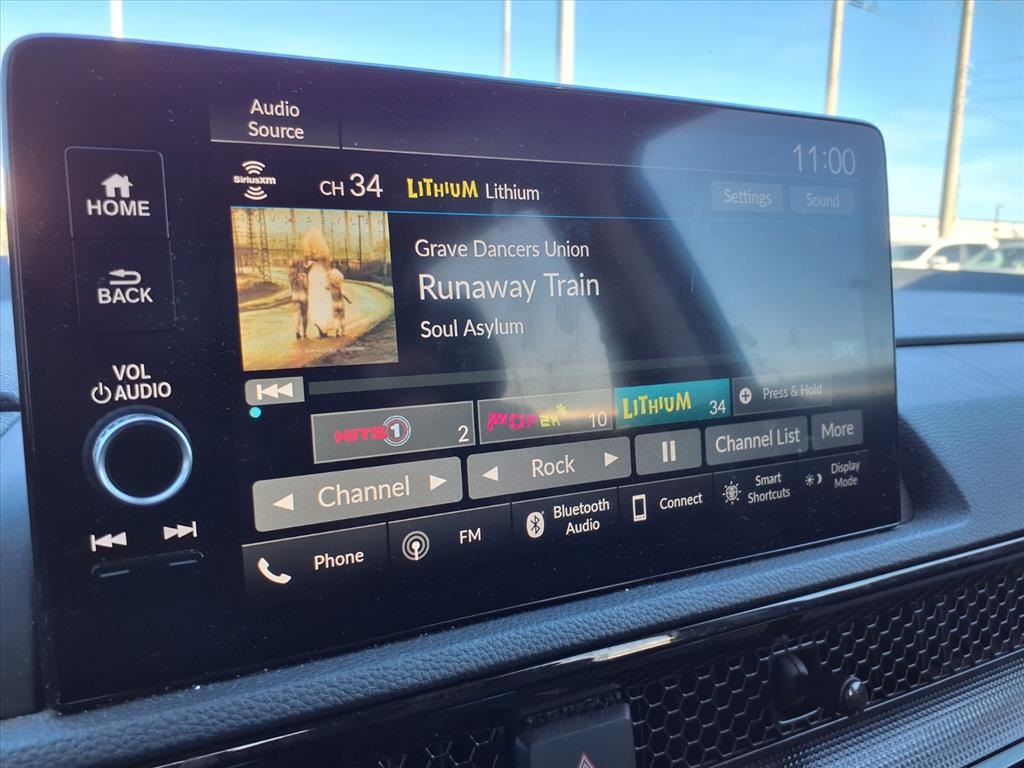 Audio
Source
11:00
SiriusXM
CH 34
LITHIUM Lithium
Settings
Sound
HOME
BACK
Grave Dancers Union
Runaway Train
Soul Asylum
VOL
AUDIO
LIVE
HITS 1
2
POP2K
10
LITHIUM
34
Press & Hold
Channel
Rock
Channel List
More
Phone
FM
Bluetooth
Audio
Connect
Smart
Shortcuts
Display
Mode